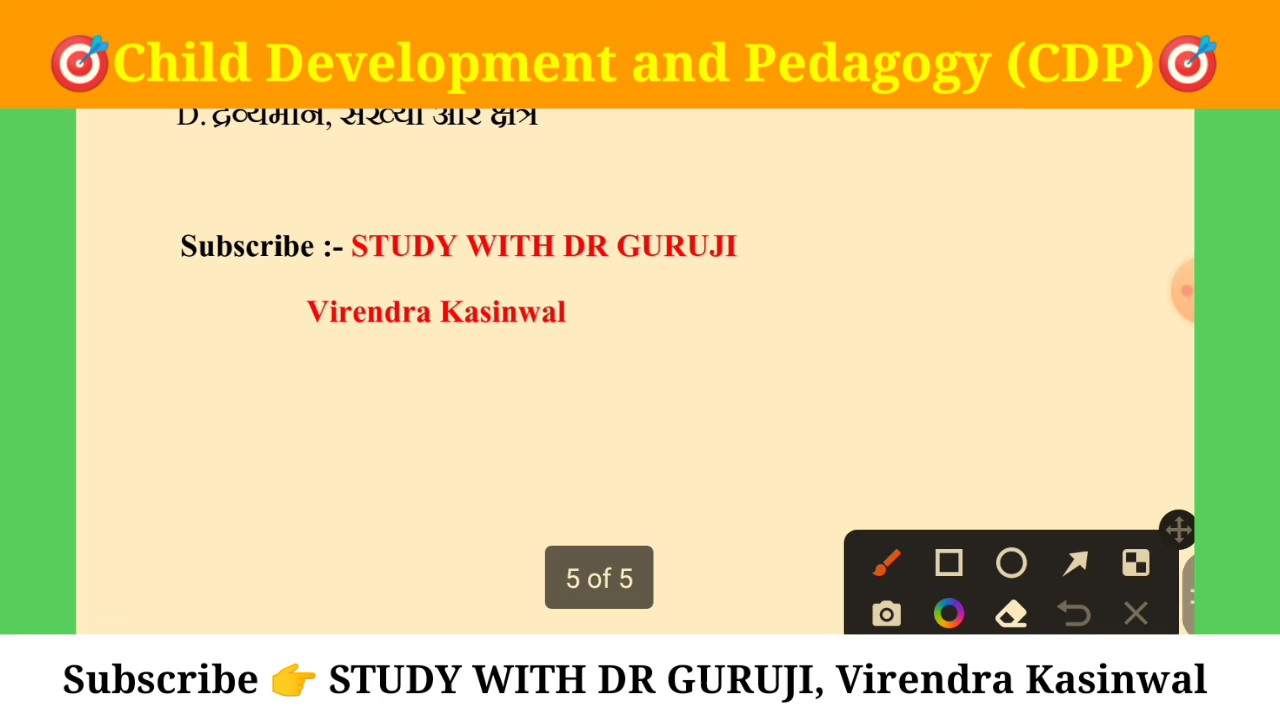 🎯Child Development and Pedagogy (CDP)🎯
D. द्रव्यमान, संख्या और क्षेत्र
Subscribe :- STUDY WITH DR GURUJI
Virendra Kasinwal
5 of 5
Subscribe 👉 STUDY WITH DR GURUJI, Virendra Kasinwal